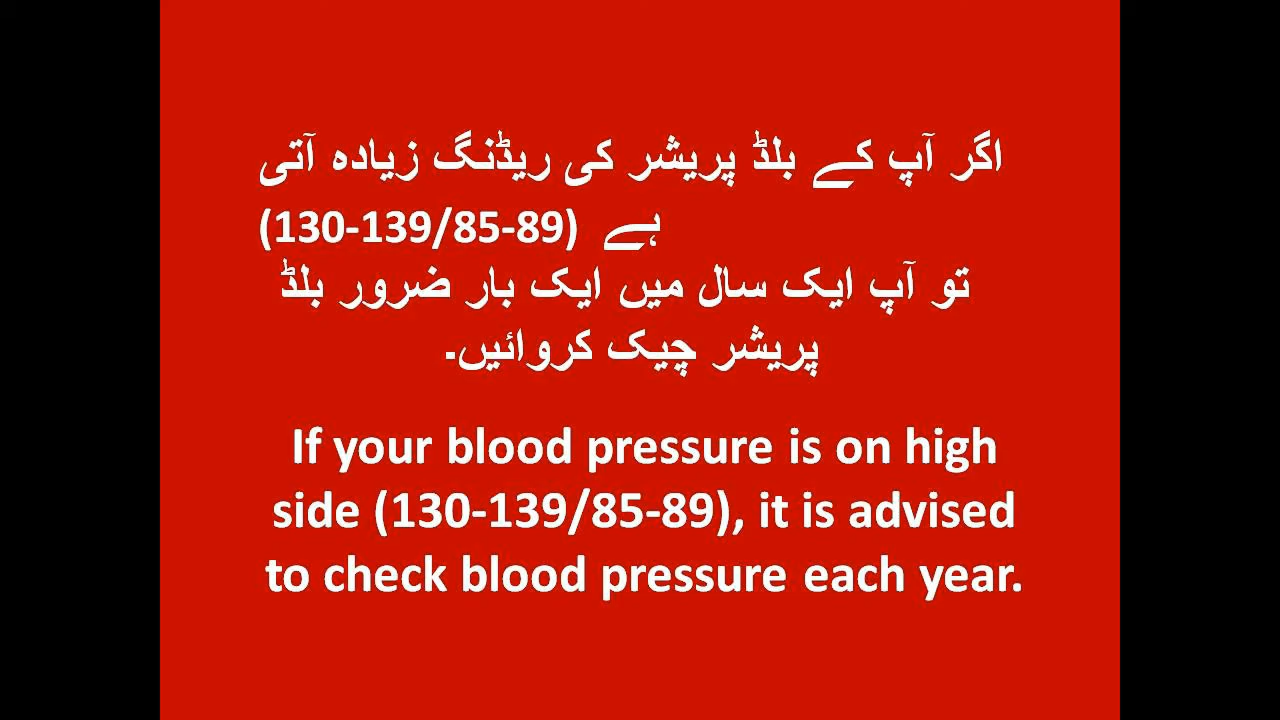 اگر آپ کے بلڈ پریشر کی ریڈنگ زیادہ آتی
ہے (130-139/85-89)
تو آپ ایک سال میں ایک بار ضرور بلڈ
پریشر چیک کروائیں۔
If your blood pressure is on high
side (130-139/85-89), it is advised
to check blood pressure each year.